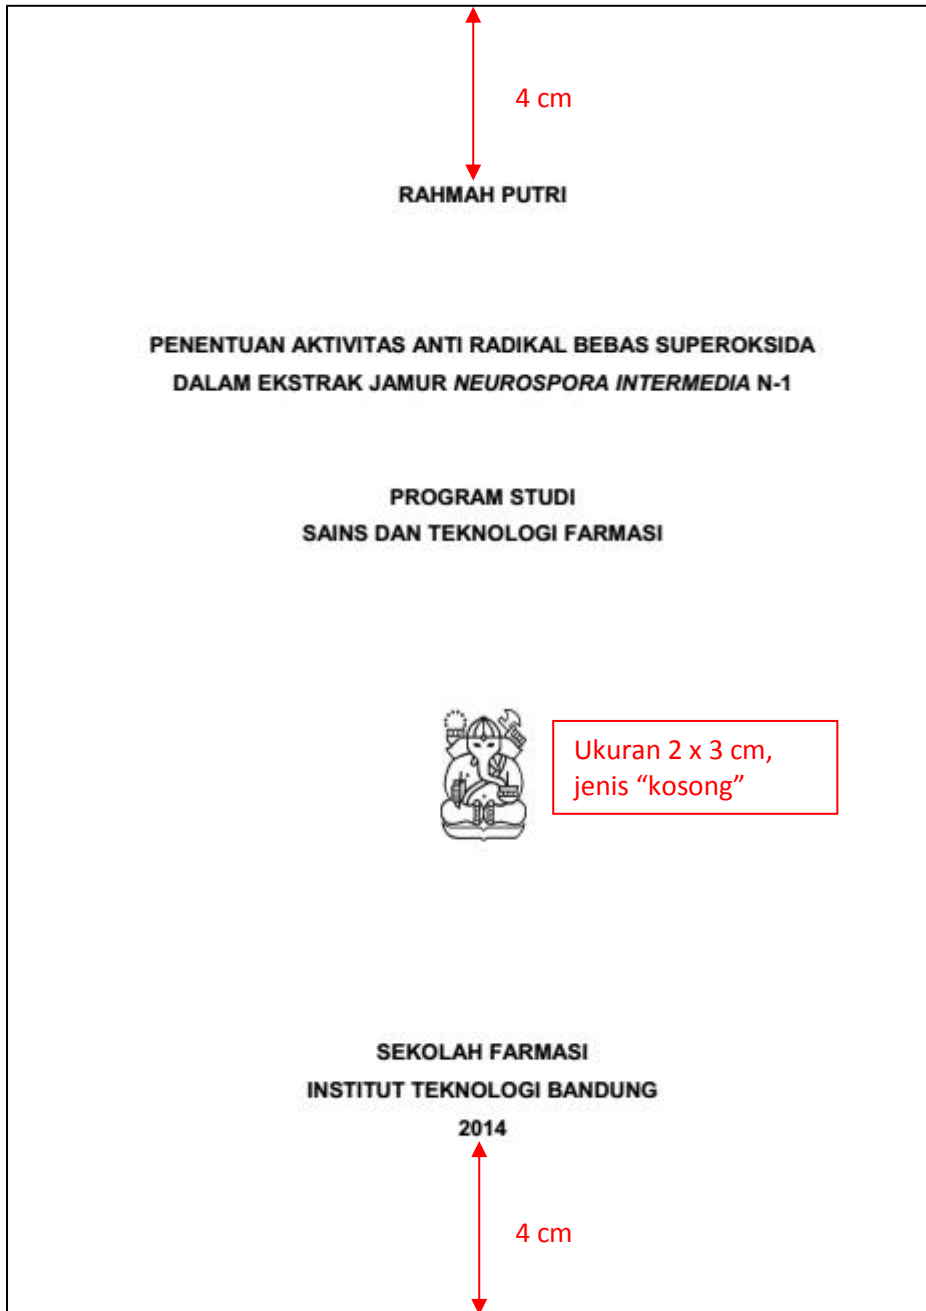 4 cm
RAHMAH PUTRI
PENENTUAN AKTIVITAS ANTI RADIKAL BEBAS SUPEROKSIDA
DALAM EKSTRAK JAMUR NEUROSPORA INTERMEDIA N-1
PROGRAM STUDI
SAINS DAN TEKNOLOGI FARMASI
Ukuran 2 x 3 cm,
jenis “kosong”
SEKOLAH FARMASI
INSTITUT TEKNOLOGI BANDUNG
2014
4 cm